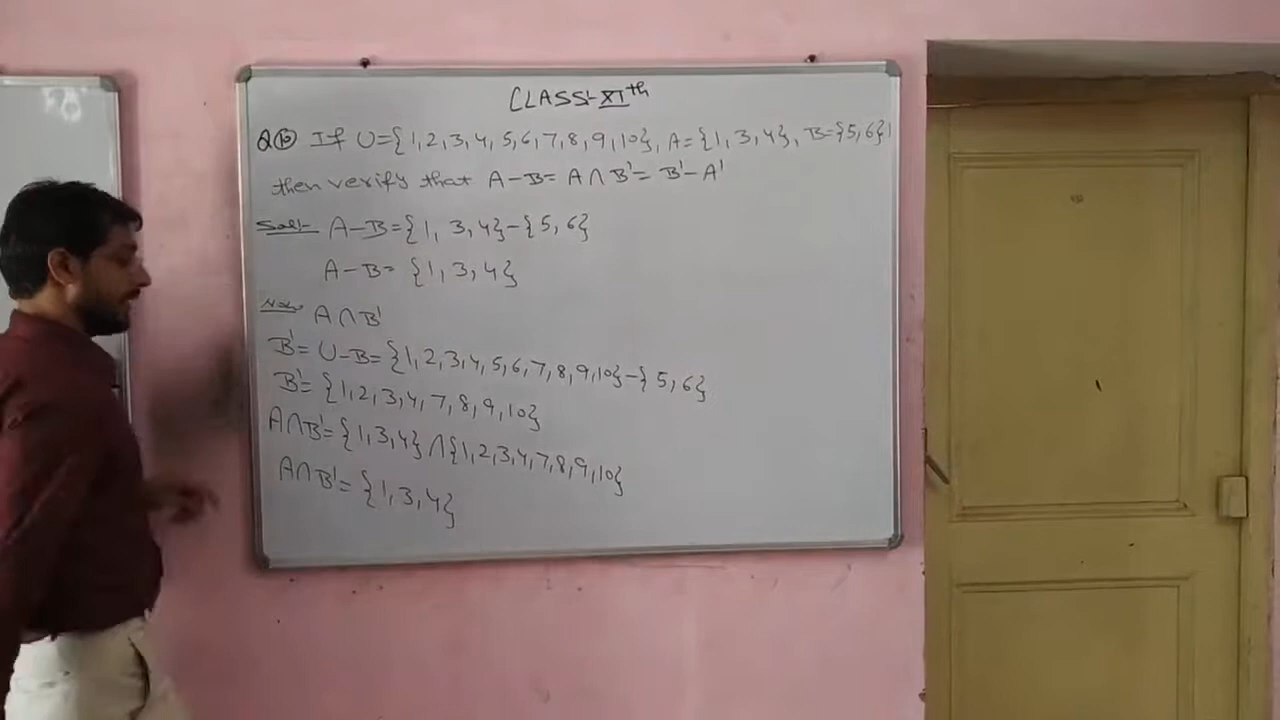 CLASS:- XIth
Q(10) If U={1,2,3,4,5,6,7,8,9,10}, A={1,3,4}, B={5,6}
then verify that A-B=A∩B'=B'-A'
Sol:- A-B={1,3,4}-{5,6}
A-B={1,3,4}
Now A∩B'
B'=U-B={1,2,3,4,5,6,7,8,9,10}-{5,6}
B'={1,2,3,4,7,8,9,10}
A∩B'={1,3,4}∩{1,2,3,4,7,8,9,10}
A∩B'={1,3,4}